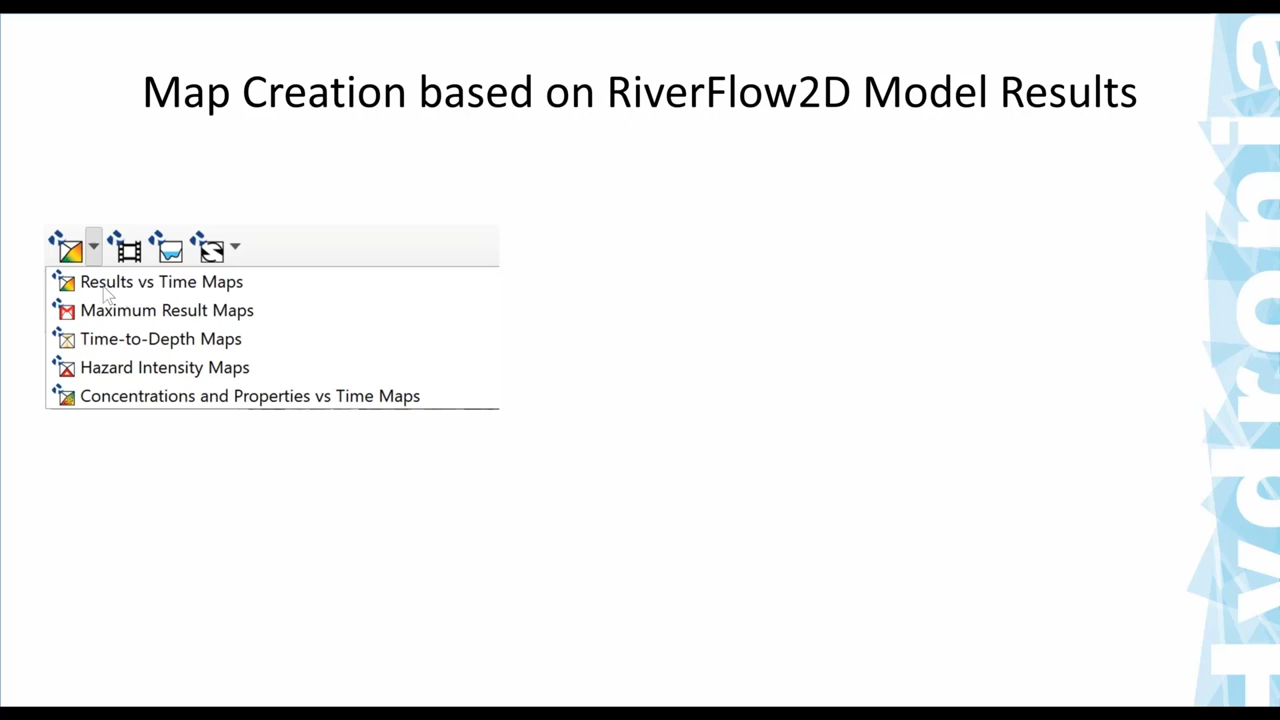 Map Creation based on RiverFlow2D Model Results
Results vs Time Maps
Maximum Result Maps
Time-to-Depth Maps
Hazard Intensity Maps
Concentrations and Properties vs Time Maps
Hydronia